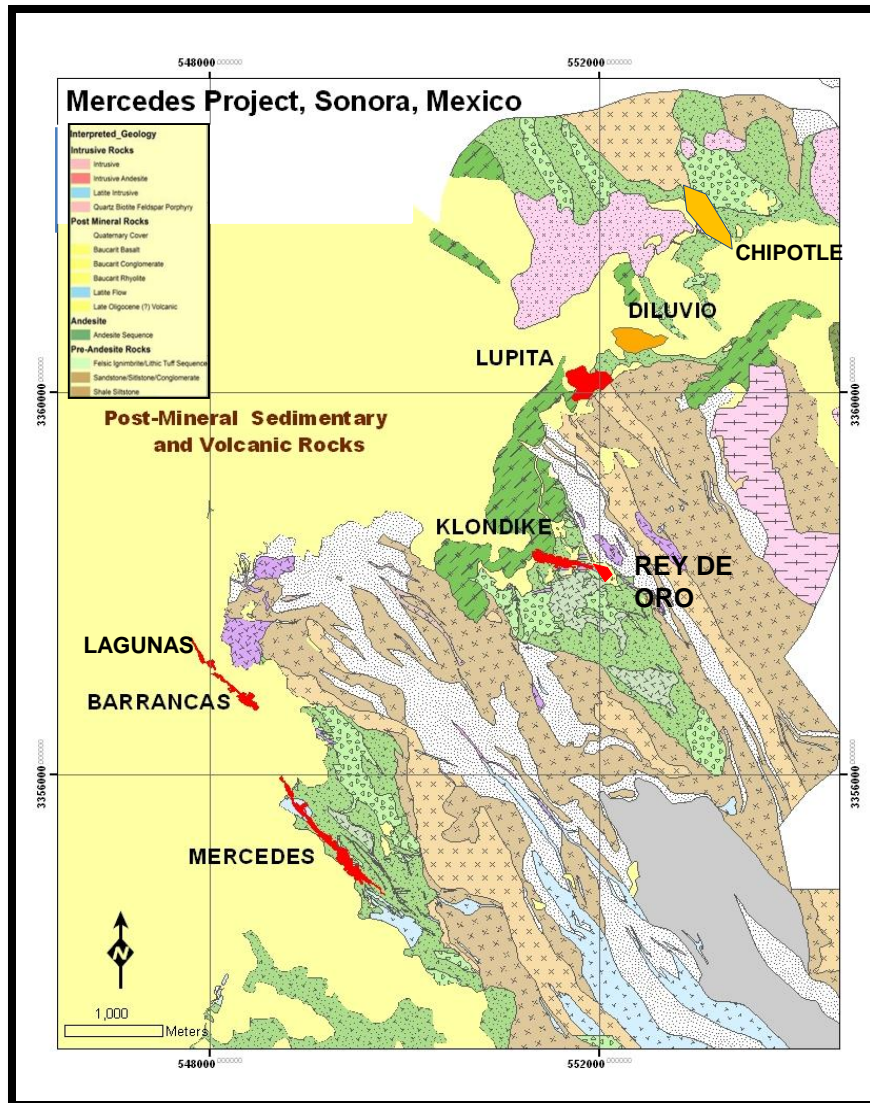 548000
552000
Mercedes Project, Sonora, Mexico
Interpreted_Geology
Intrusive Rocks
Intrusive
Intrusive Andesite
Latite Intrusive
Quartz Biotite Feldspar Porphyry
Post Mineral Rocks
Quaternary Cover
Baucarit Basalt
Baucarit Conglomerate
Baucarit Rhyolite
Latite Flow
Late Oligocene (?) Volcanic
Andesite
Andesite Sequence
Pre-Andesite Rocks
Felsic Ignimbrite/Lithic Tuff Sequence
Sandstone/Siltstone/Conglomerate
Shale Siltstone
CHIPOTLE
DILUVIO
LUPITA
3360000
3360000
Post-Mineral Sedimentary
and Volcanic Rocks
KLONDIKE
REY DE
ORO
LAGUNAS
BARRANCAS
3356000
3356000
MERCEDES
N
1,000
Meters
548000
552000